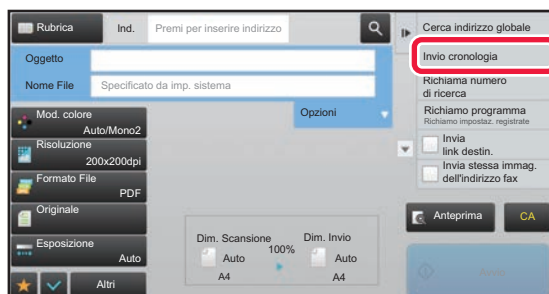 Rubrica
Ind.
Premi per inserire indirizzo
Oggetto
Nome File
Specificato da imp. sistema
Opzioni
Mod. colore
Auto/Mono2
Risoluzione
200x200dpi
Formato File
PDF
Originale
Esposizione
Auto
Altri
Dim. Scansione
100%
Dim. Invio
Auto
A4
Auto
A4
Cerca indirizzo globale
Invio cronologia
Richiama numero
di ricerca
Richiamo programma
Richiamo impostaz. registrate
Invia
link destin.
Invia stessa immag.
dell'indirizzo fax
Anteprima
CA
Avvio